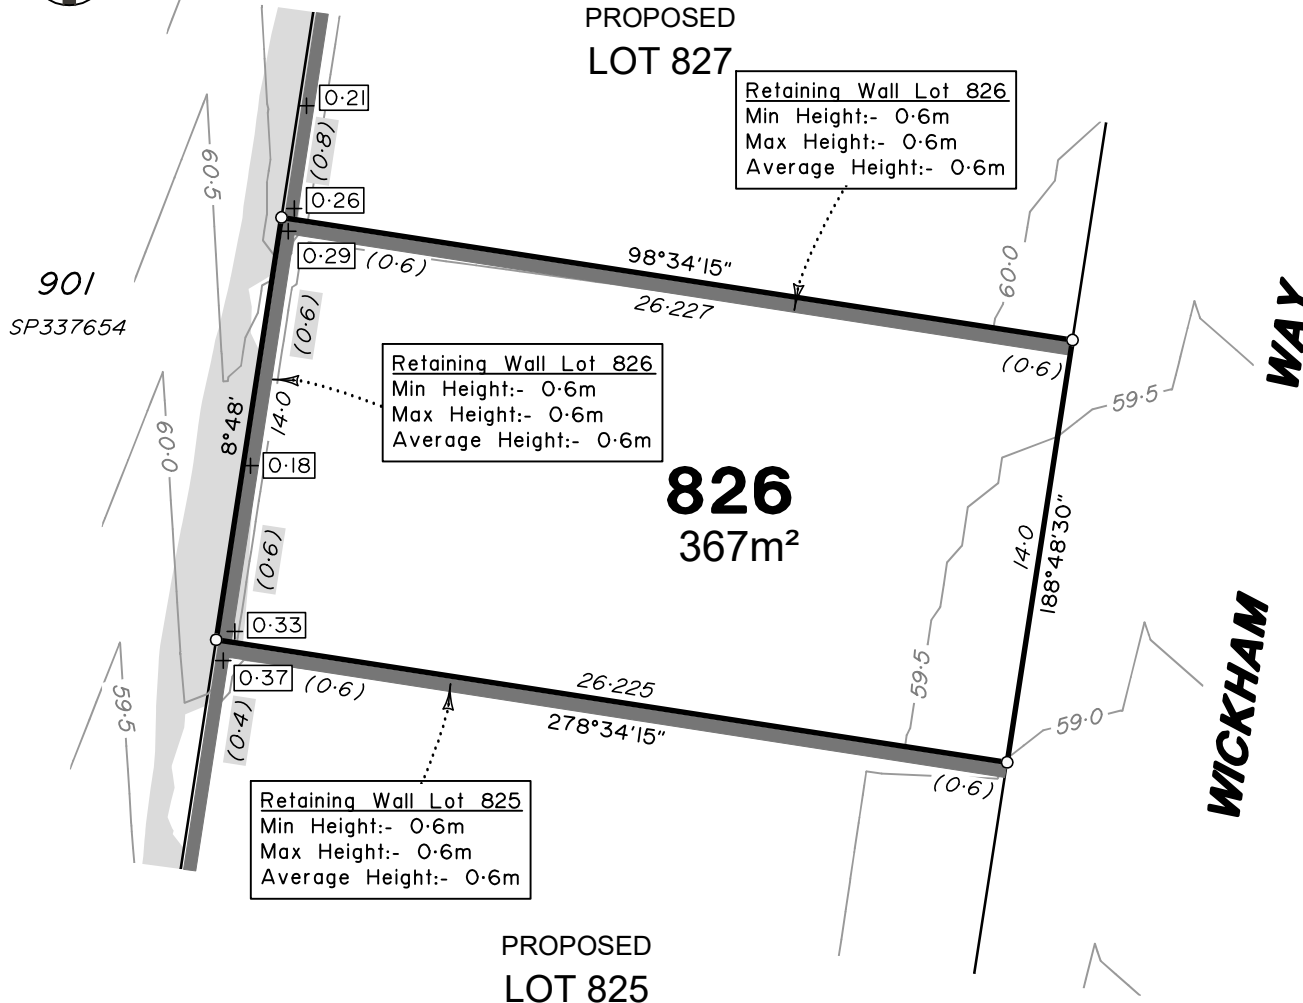 PROPOSED
LOT 827
Retaining Wall Lot 826
Min Height:- 0·6m
Max Height:- 0·6m
Average Height:- 0·6m
0·21
(0·8)
60·5
0·26
0·29
(0·6)
98°34'15"
26·227
60·0
901
SP337654
(0·6)
(0·6)
WAY
59·5
Retaining Wall Lot 826
Min Height:- 0·6m
Max Height:- 0·6m
Average Height:- 0·6m
8°48'
14·0
60·0
0·18
826
367m²
14·0
188°48'30"
(0·6)
0·33
0·37
(0·6)
26·225
278°34'15"
59·5
59·5
59·0
WICKHAM
(0·4)
(0·6)
Retaining Wall Lot 825
Min Height:- 0·6m
Max Height:- 0·6m
Average Height:- 0·6m
PROPOSED
LOT 825